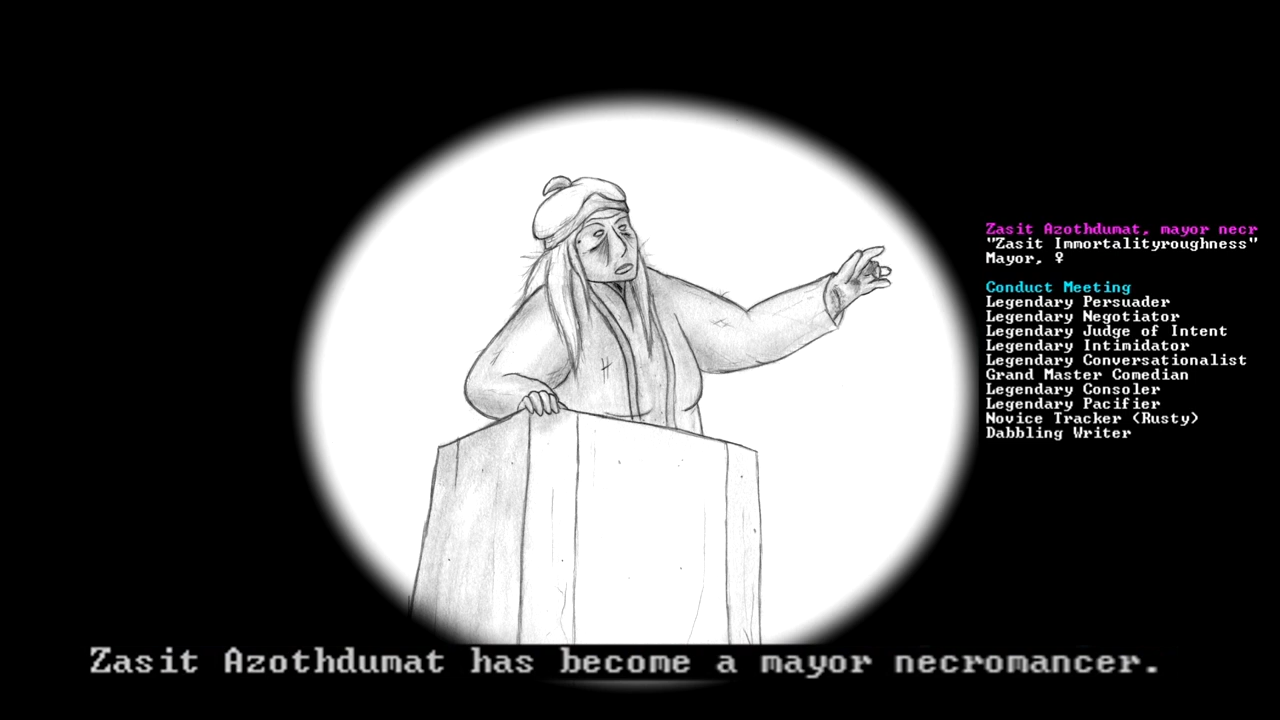 Zasit Azothdumat, mayor necr
"Zasit Immortalityroughness"
Mayor, ♀
Conduct Meeting
Legendary Persuader
Legendary Negotiator
Legendary Judge of Intent
Legendary Intimidator
Legendary Conversationalist
Grand Master Comedian
Legendary Consoler
Legendary Pacifier
Novice Tracker (Rusty)
Dabbling Writer
Zasit Azothdumat has become a mayor necromancer.